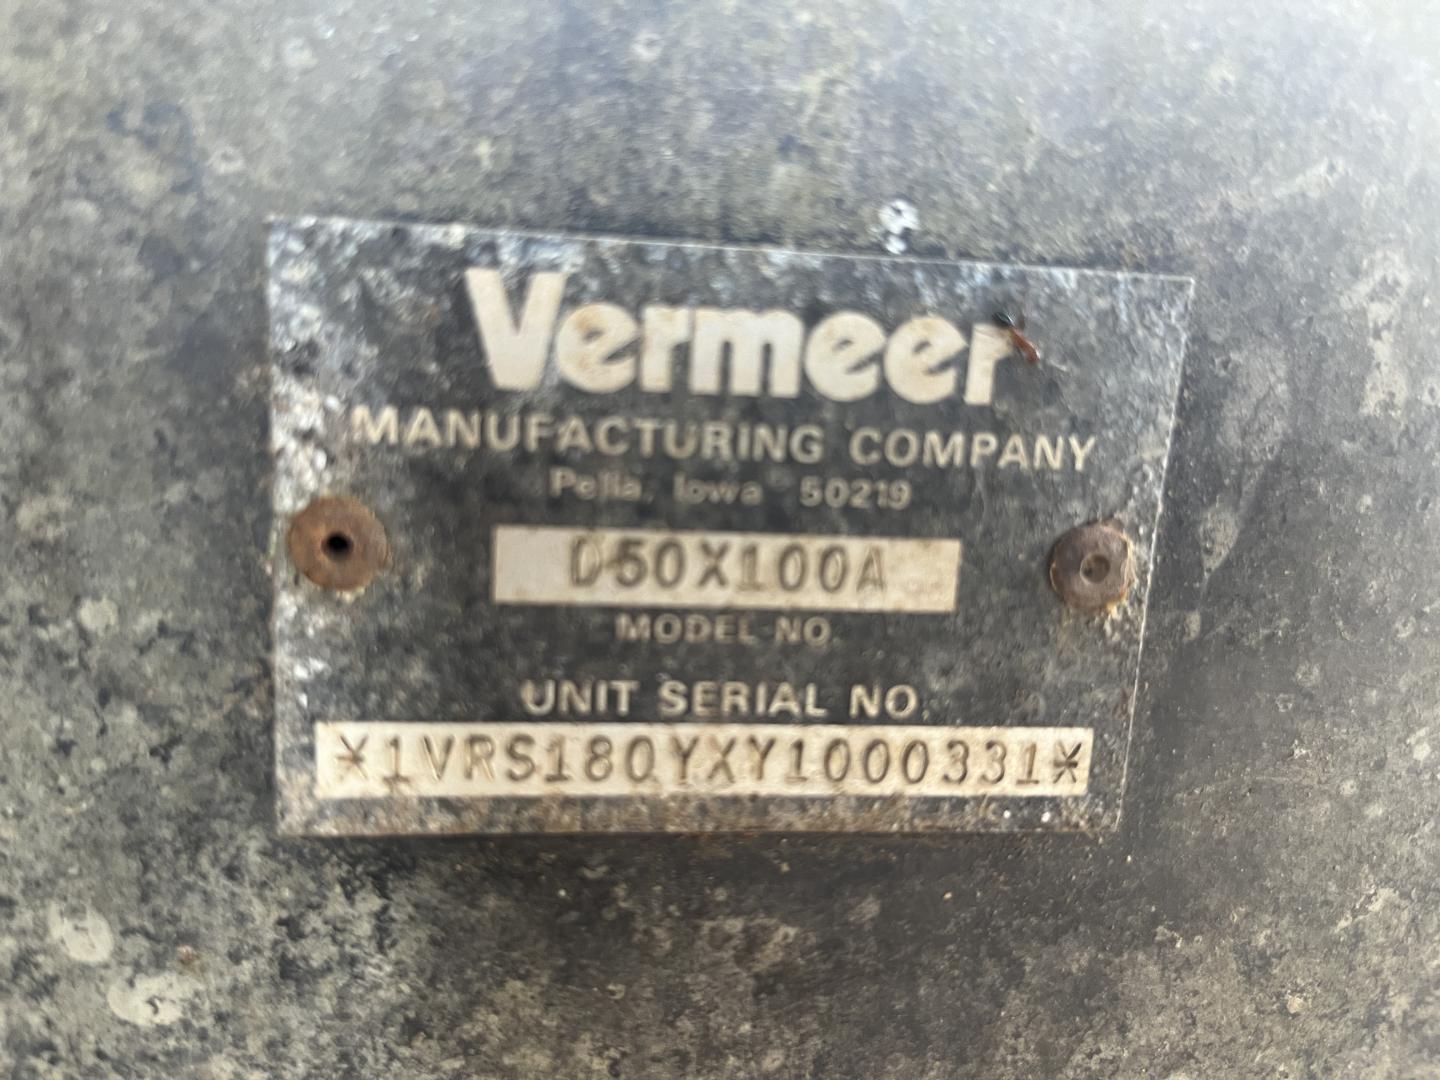 Vermeer
MANUFACTURING COMPANY
Pella, Iowa 50219
D50X100A
MODEL NO.
UNIT SERIAL NO.
*1VRS180YXY1000331*